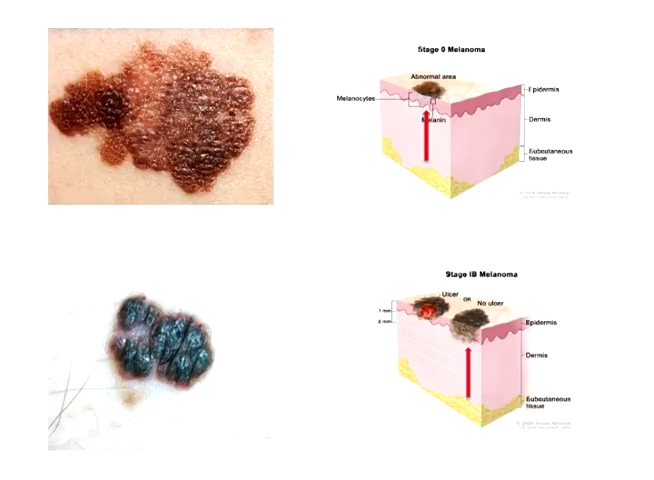 Stage 0 Melanoma
Abnormal area
Melanocytes
Epidermis
Melanin
Dermis
Subcutaneous
tissue
Stage IB Melanoma
Ulcer
OR
No ulcer
1 mm
2 mm
Epidermis
Dermis
Subcutaneous
tissue